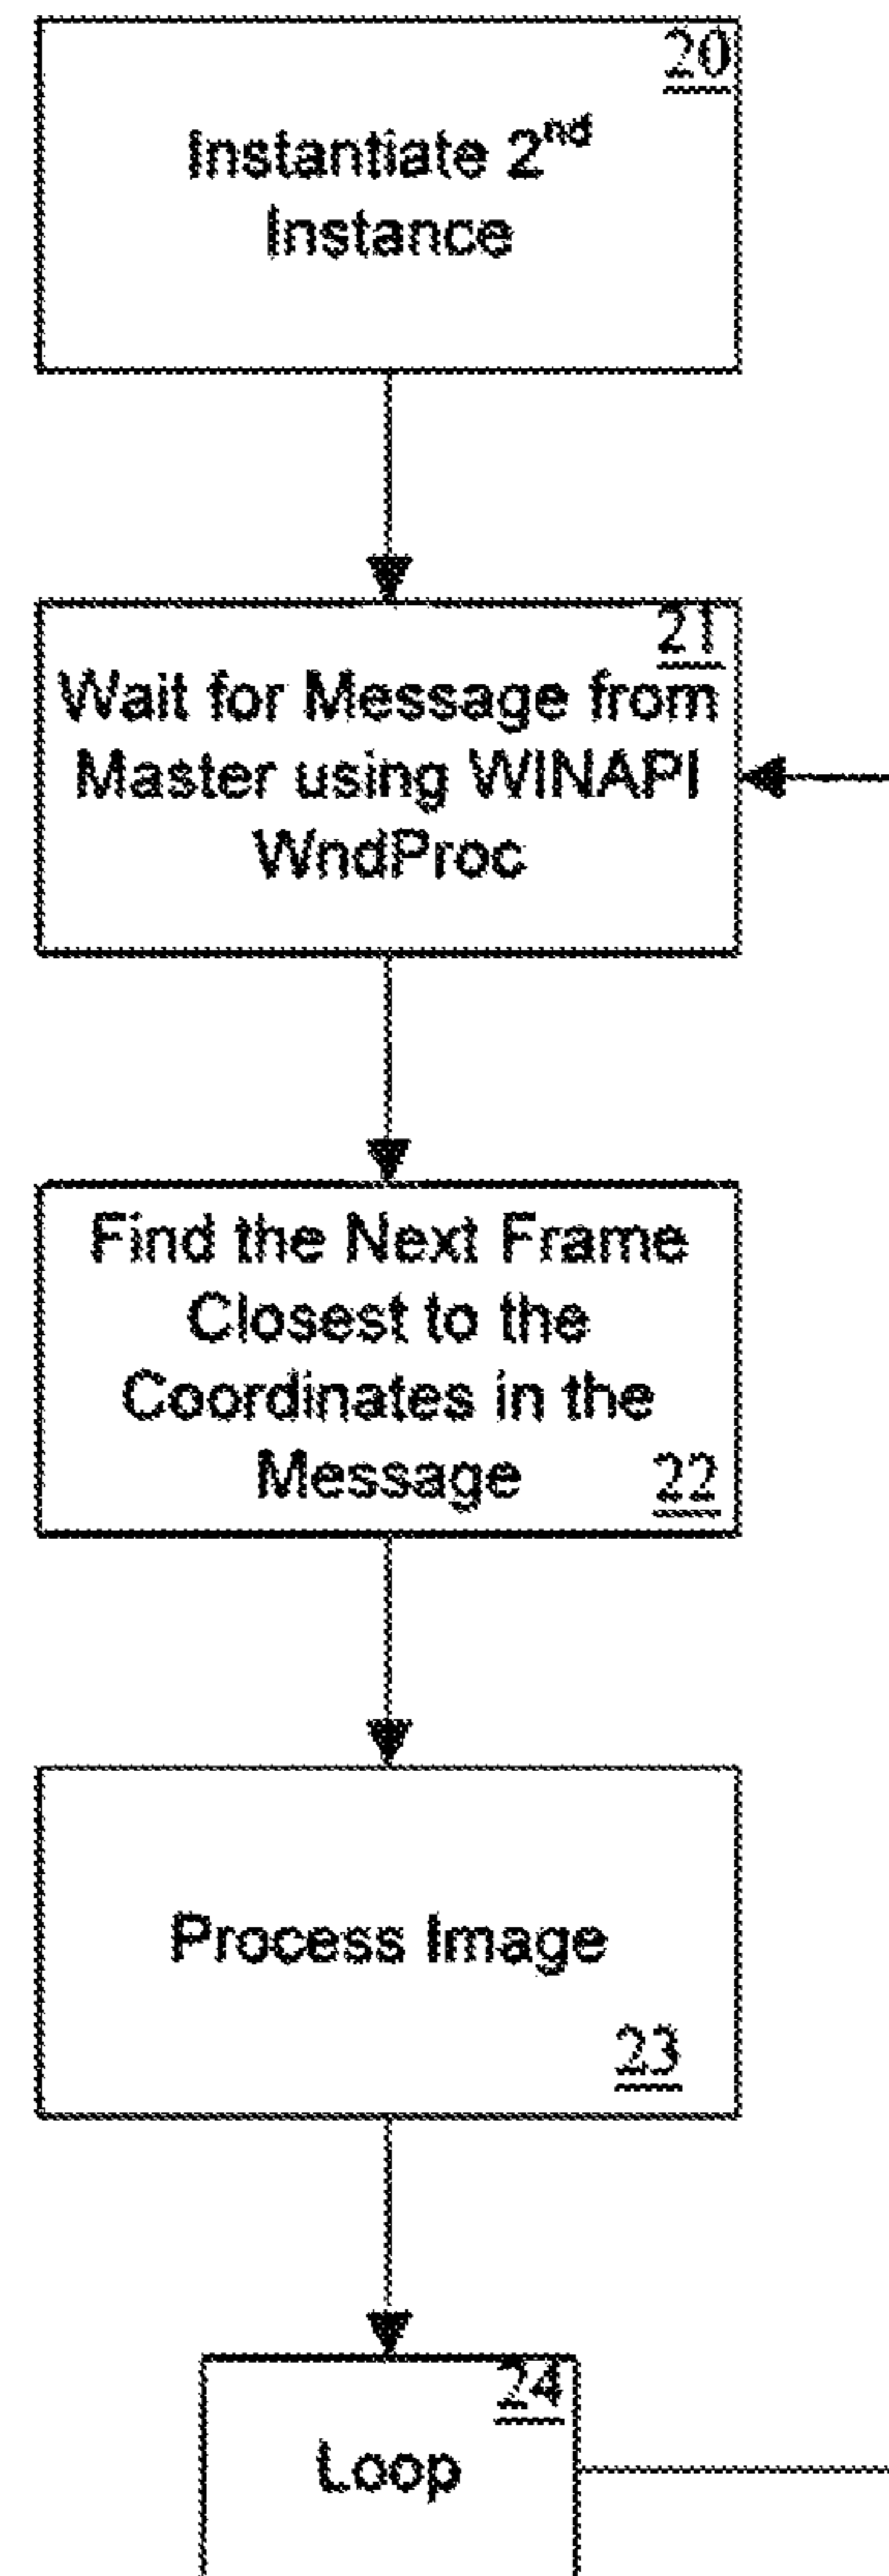 20
Instantiate 2nd
Instance
21
Wait for Message from
Master using WINAPI
WndProc
Find the Next Frame
Closest to the
Coordinates in the
Message
22
Process Image
23
24
Loop